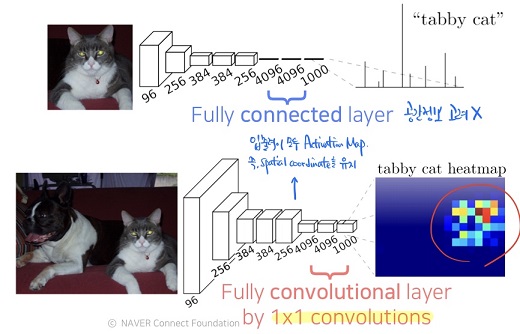 "tabby cat"
96
256
384
384
256
4096
4096
1000
Fully connected layer 공간정보 고려 X
입출력이 모두 Activation Map.
즉, spatial coordinate를 유지
tabby cat heatmap
96
256
384
384
256
4096
4096
1000
Fully convolutional layer
by 1x1 convolutions
© NAVER Connect Foundation